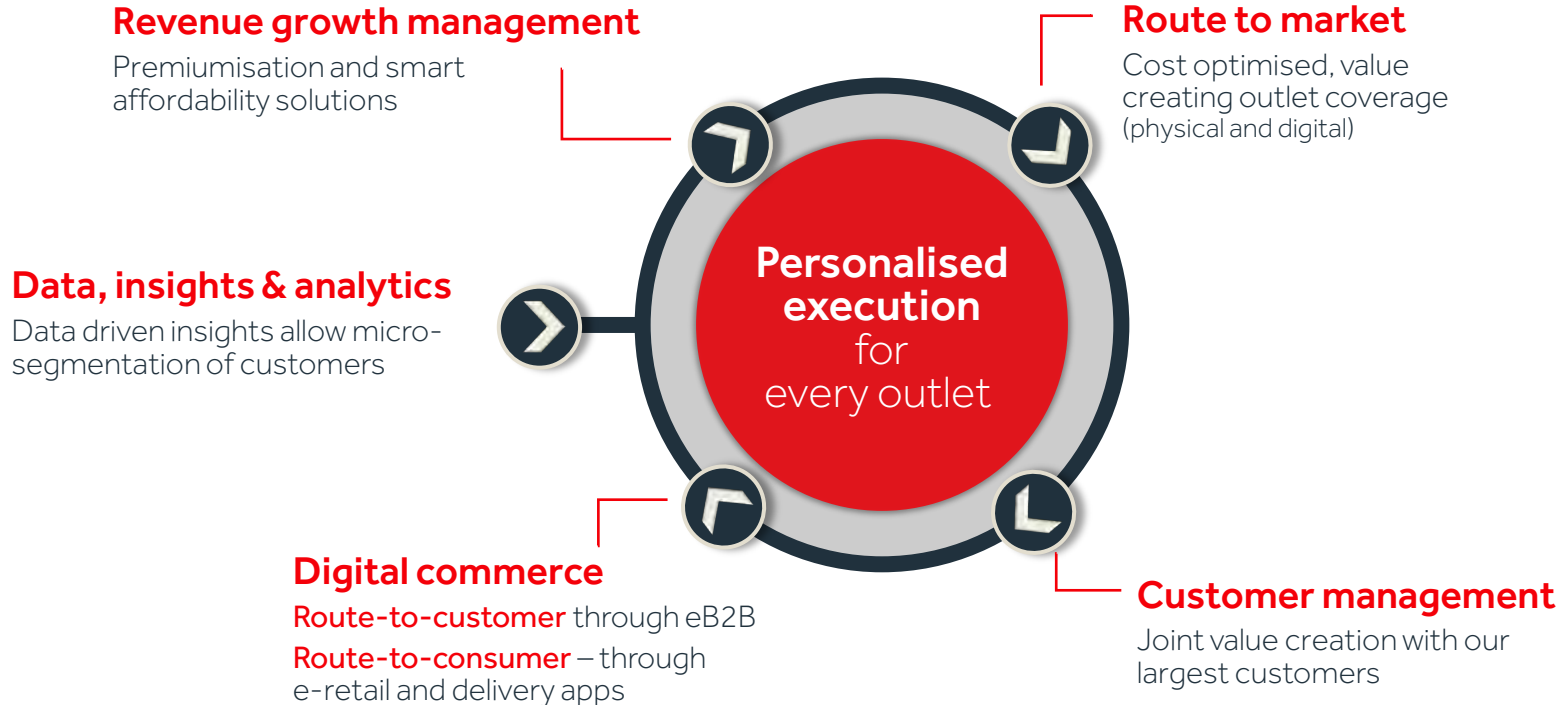 Revenue growth management
Premiumisation and smart
affordability solutions
Route to market
Cost optimised, value
creating outlet coverage
(physical and digital)
Data, insights & analytics
Data driven insights allow micro-
segmentation of customers
Personalised
execution
for
every outlet
Digital commerce
Route-to-customer through eB2B
Route-to-consumer – through
e-retail and delivery apps
Customer management
Joint value creation with our
largest customers